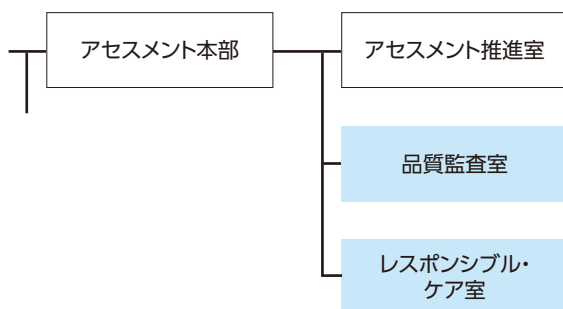 アセスメント本部
アセスメント推進室
品質監査室
レスポンシブル・
ケア室